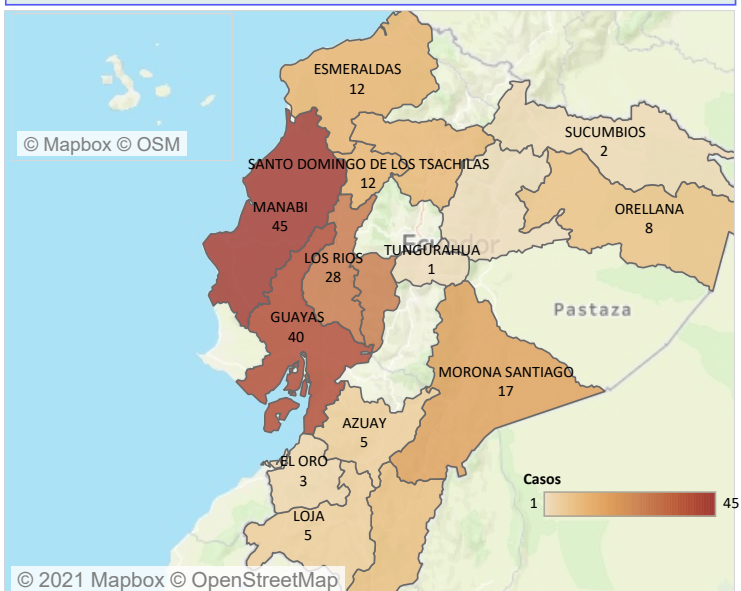 ESMERALDAS
12
© Mapbox © OSM
SUCUMBIOS
2
SANTO DOMINGO DE LOS TSACHILAS
12
MANABI
45
ORELLANA
8
Ecuador
TUNGURAHUA
1
LOS RIOS
28
Pastaza
GUAYAS
40
MORONA SANTIAGO
17
AZUAY
5
EL ORO
3
Casos
1 45
LOJA
5
© 2021 Mapbox © OpenStreetMap